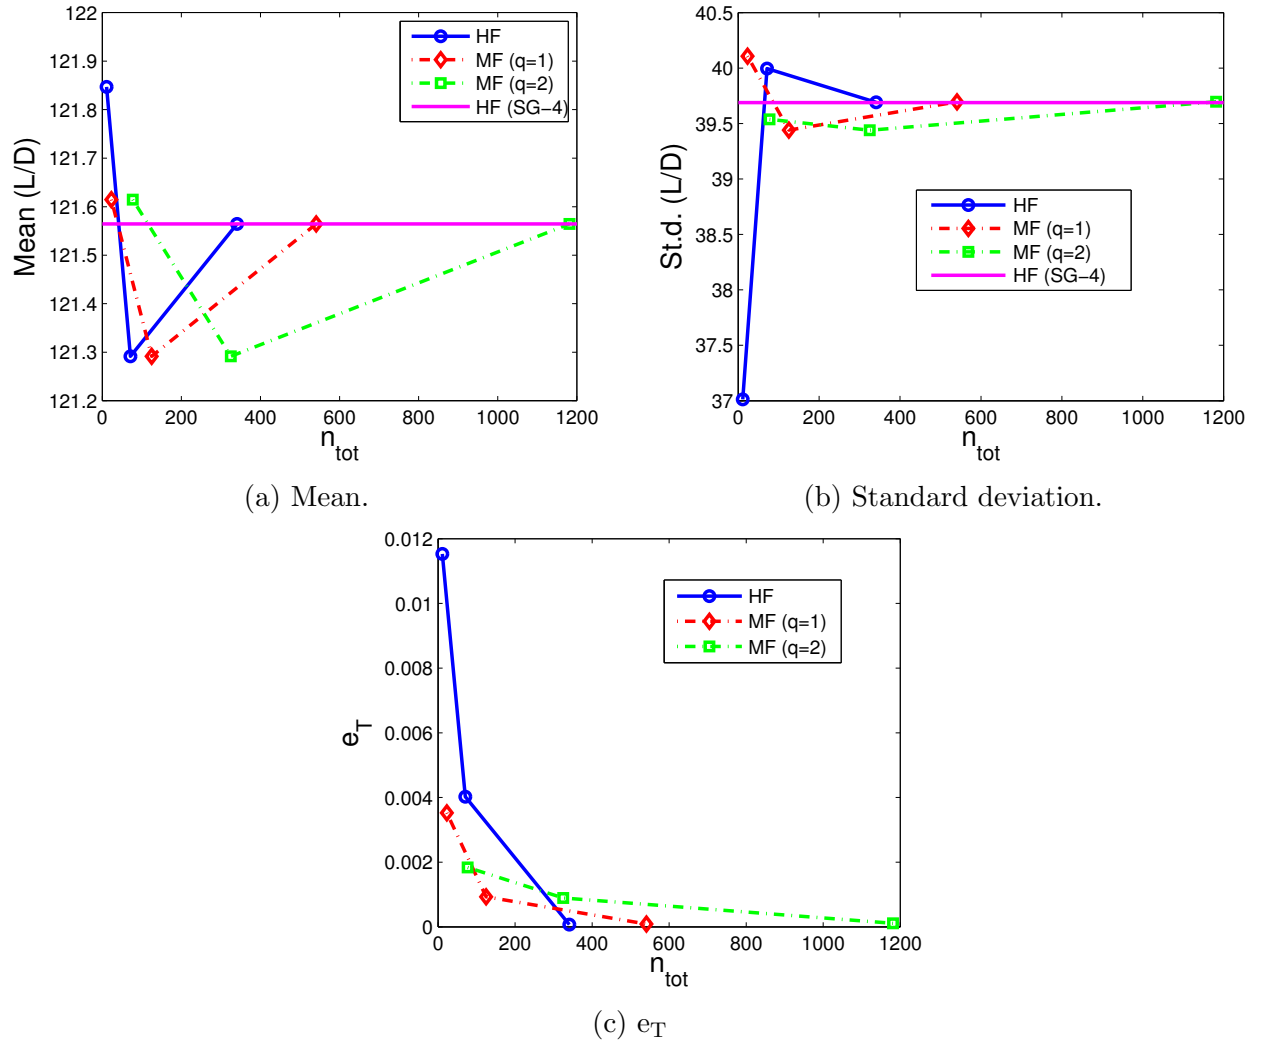 122
121.9
121.8
121.7
121.6
121.5
121.4
121.3
121.2
0 200 400 600 800 1000 1200
Mean (L/D)
n_tot
HF
MF (q=1)
MF (q=2)
HF (SG−4)
(a) Mean.
40.5
40
39.5
39
38.5
38
37.5
37
0 200 400 600 800 1000 1200
St.d. (L/D)
n_tot
HF
MF (q=1)
MF (q=2)
HF (SG−4)
(b) Standard deviation.
0.012
0.01
0.008
0.006
0.004
0.002
0
0 200 400 600 800 1000 1200
e_T
n_tot
HF
MF (q=1)
MF (q=2)
(c) e_T